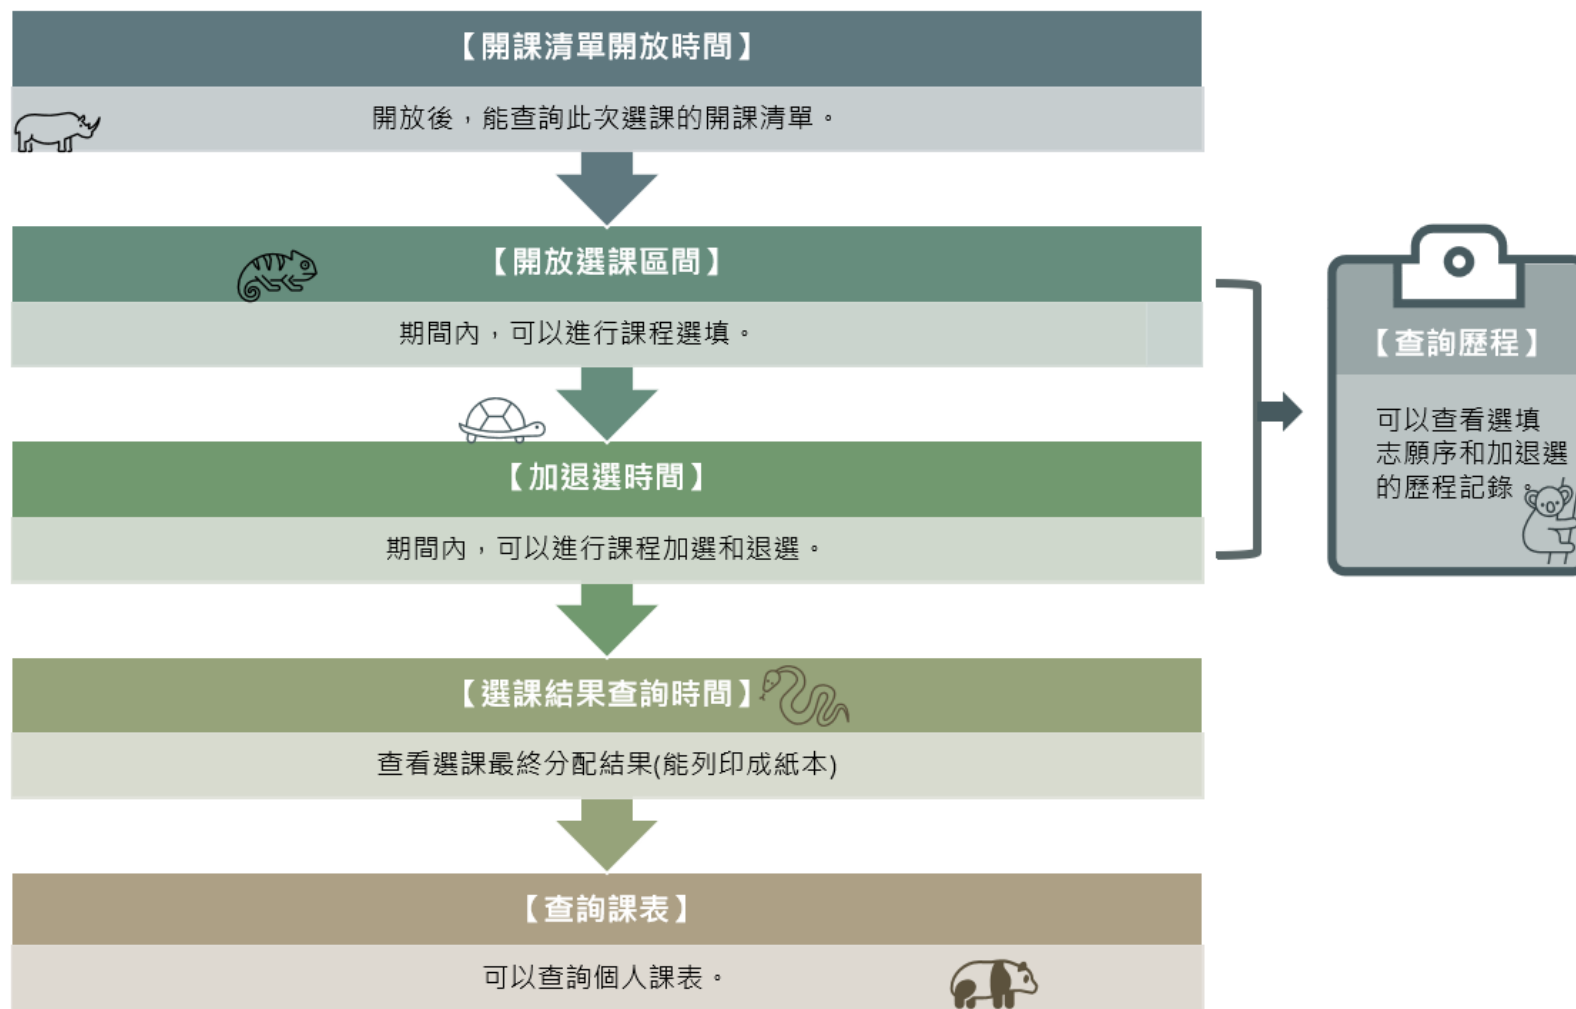 【開課清單開放時間】
開放後，能查詢此次選課的開課清單。
【開放選課區間】
期間內，可以進行課程選填。
【加退選時間】
期間內，可以進行課程加選和退選。
【查詢歷程】
可以查看選填
志願序和加退選
的歷程記錄。
【選課結果查詢時間】
查看選課最終分配結果(能列印成紙本)
【查詢課表】
可以查詢個人課表。